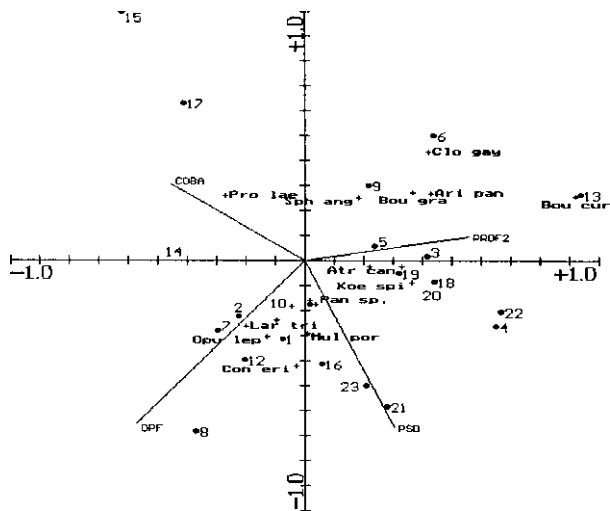 +1.0
15
17
6
+Clo gay
COBA
9
+Pro lae
Sph ang+
Bou gra
+Ari pan
13
Bou cur
PROF2
5
3
14
-1.0
+1.0
Atr can+
19
Koe spi+
18
20
10
Pan sp.
2
22
7
+Lar tri
4
Opu lep+
1
Mul por
12
Con eri+
16
23
21
8
PSD
-1.0